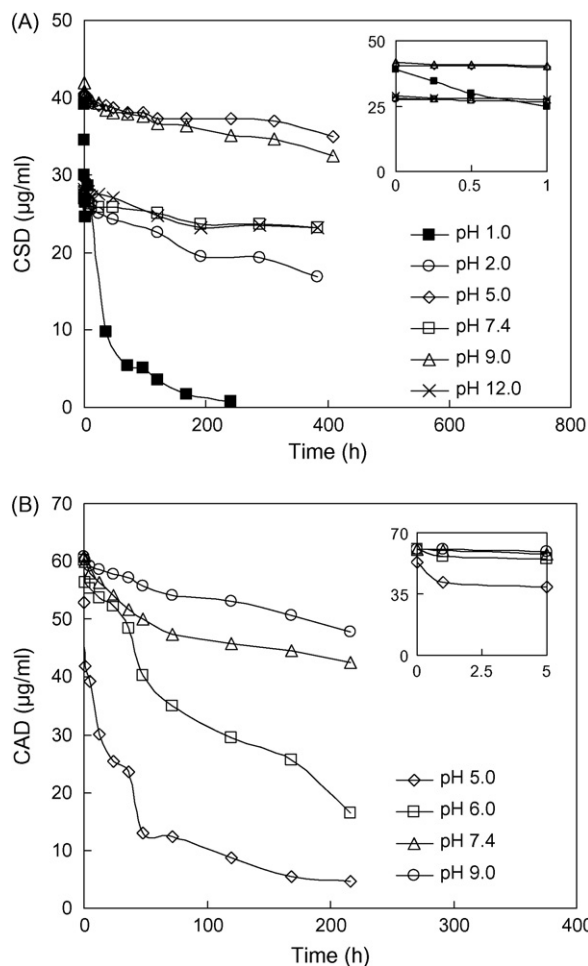 (A)
50
40
30
20
10
0
CSD (µg/ml)
0
200
400
600
800
Time (h)
50
25
0
0
0.5
1
pH 1.0
pH 2.0
pH 5.0
pH 7.4
pH 9.0
pH 12.0
(B)
70
60
50
40
30
20
10
0
CAD (µg/ml)
0
100
200
300
400
Time (h)
70
35
0
0
2.5
5
pH 5.0
pH 6.0
pH 7.4
pH 9.0